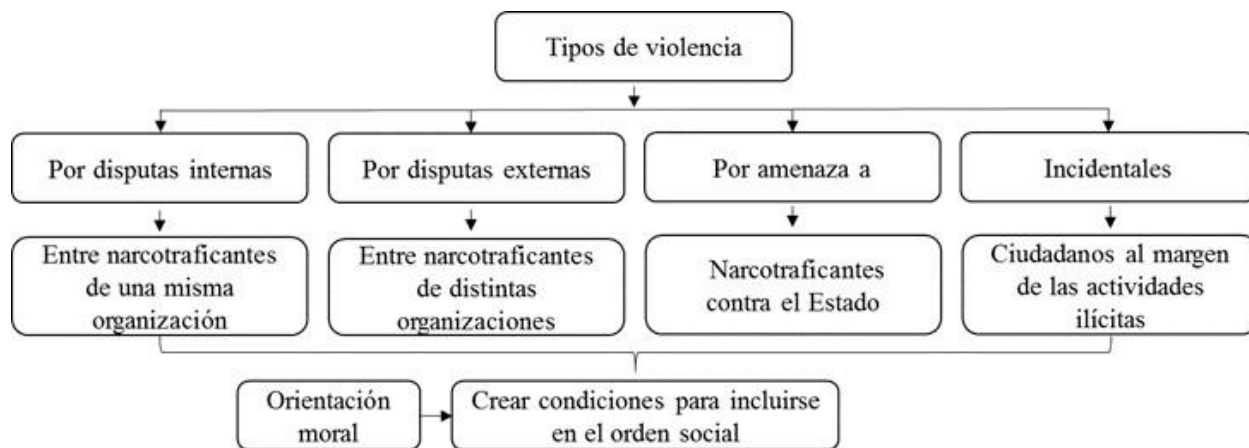 Tipos de violencia
Por disputas internas
Por disputas externas
Por amenaza a
Incidentales
Entre narcotraficantes
de una misma
organización
Entre narcotraficantes
de distintas
organizaciones
Narcotraficantes
contra el Estado
Ciudadanos al margen
de las actividades
ilícitas
Orientación
moral
Crear condiciones para incluirse
en el orden social